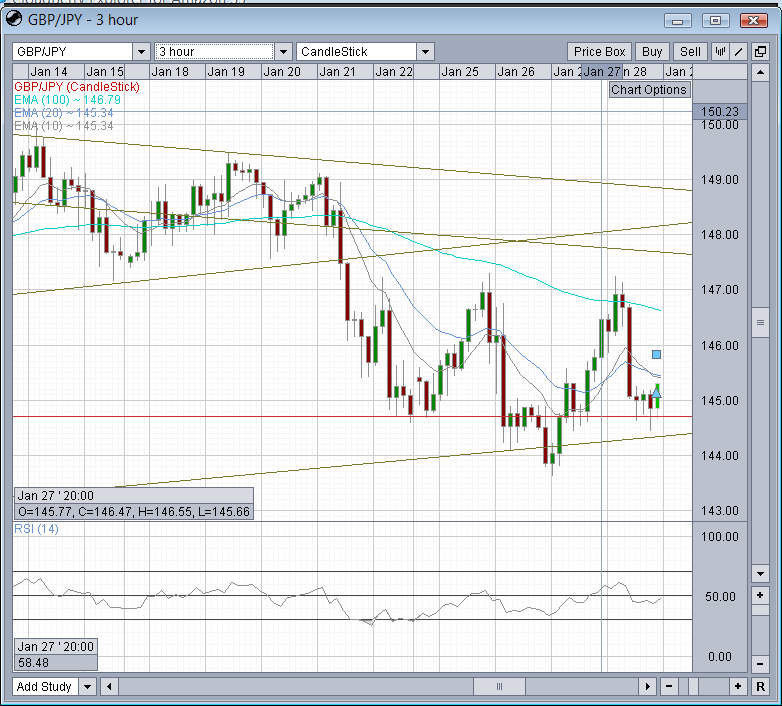 GBP/JPY - 3 hour
GBP/JPY 3 hour CandleStick Price Box Buy Sell
Jan 14 Jan 15 Jan 18 Jan 19 Jan 20 Jan 21 Jan 22 Jan 25 Jan 26 Jan 2 Jan 27 n 28 Jan 2
Chart Options
GBP/JPY (CandleStick)
EMA (100) ~ 146.79
EMA (20) ~ 145.34
EMA (10) ~ 145.34
150.23
150.00
149.00
148.00
147.00
146.00
145.00
144.00
143.00
Jan 27 ' 20:00
O=145.77, C=146.47, H=146.55, L=145.66
RSI (14)
100.00
50.00
0.00
Jan 27 ' 20:00
58.48
Add Study
R